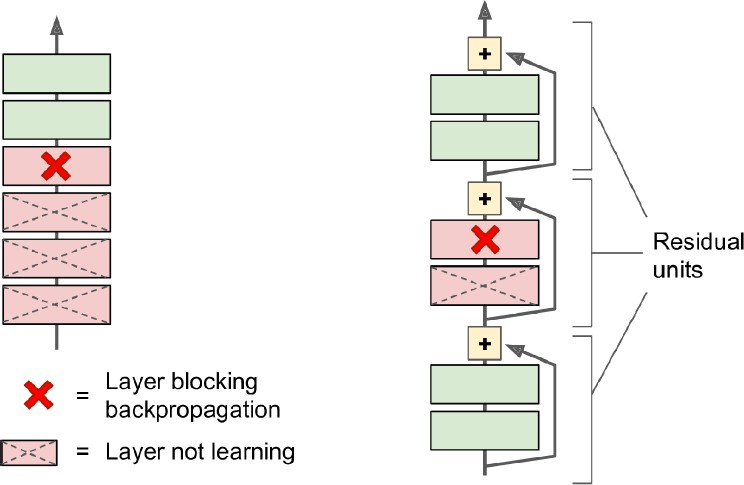 +
+
Residual
units
+
= Layer blocking
backpropagation
= Layer not learning